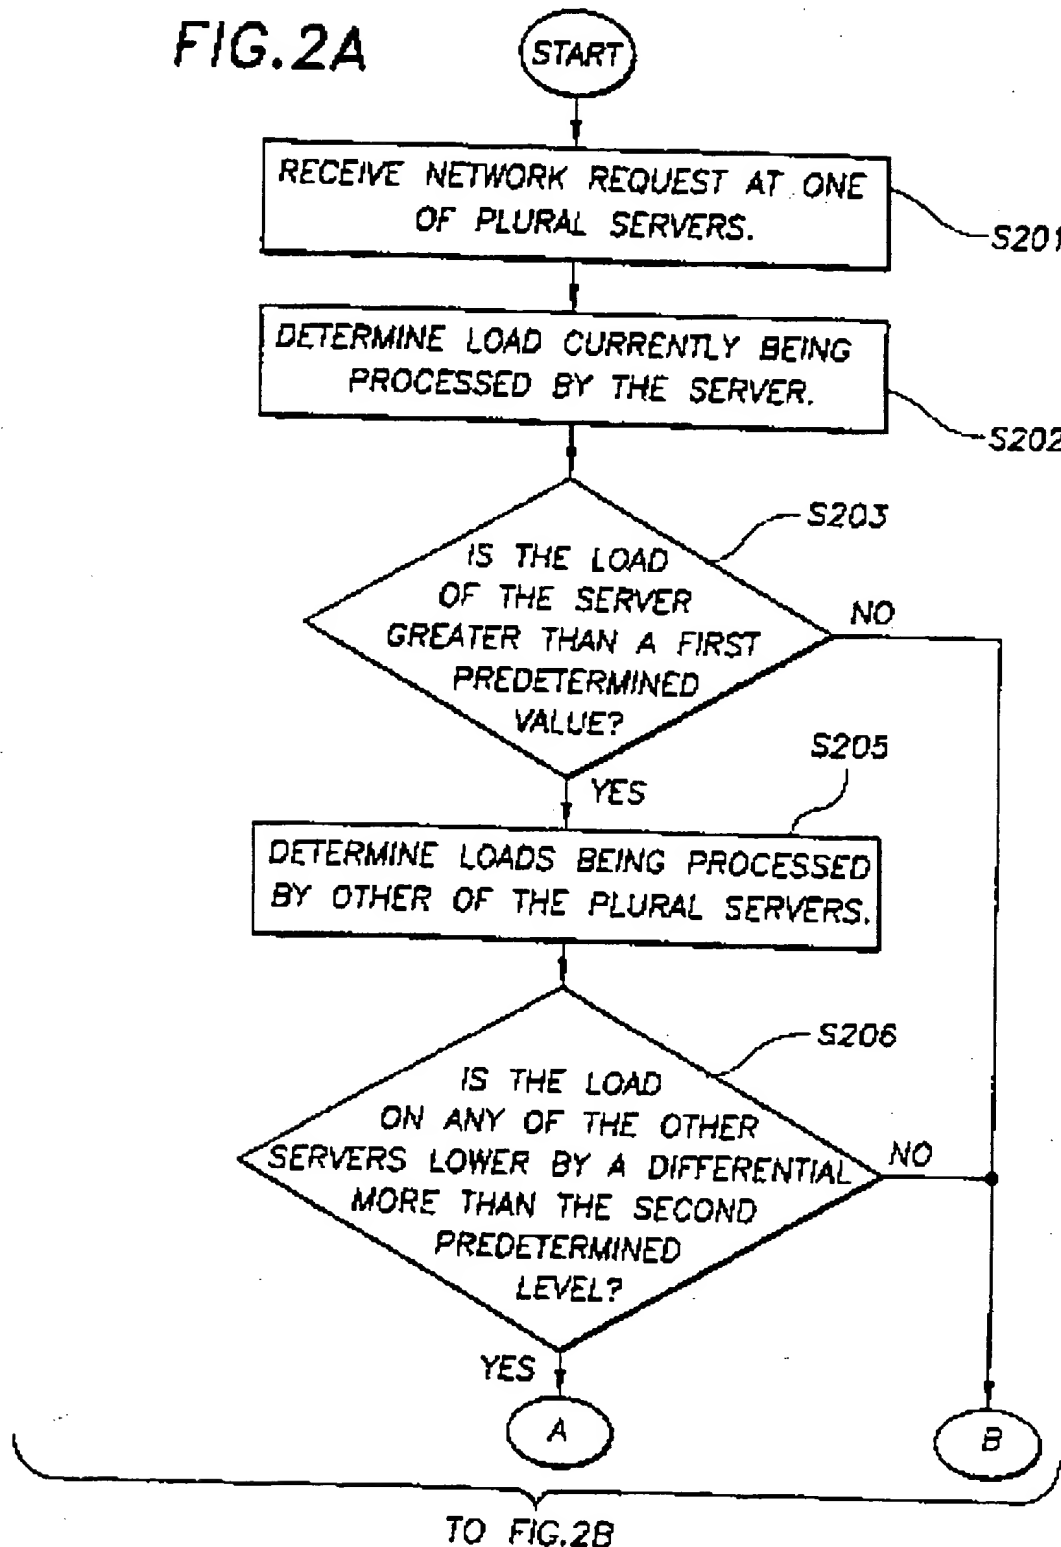 FIG.2A
START
RECEIVE NETWORK REQUEST AT ONE
OF PLURAL SERVERS.
S201
DETERMINE LOAD CURRENTLY BEING
PROCESSED BY THE SERVER.
S202
S203
IS THE LOAD
OF THE SERVER
GREATER THAN A FIRST
PREDETERMINED
VALUE?
NO
YES
S205
DETERMINE LOADS BEING PROCESSED
BY OTHER OF THE PLURAL SERVERS.
S206
IS THE LOAD
ON ANY OF THE OTHER
SERVERS LOWER BY A DIFFERENTIAL
MORE THAN THE SECOND
PREDETERMINED
LEVEL?
NO
YES
A
B
TO FIG.2B